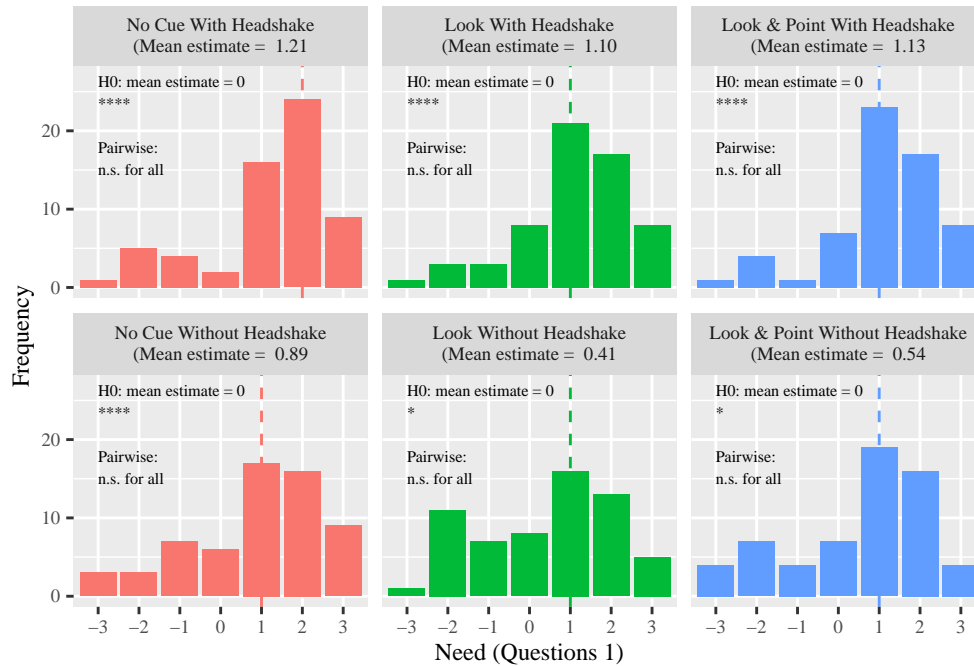 No Cue With Headshake
(Mean estimate = 1.21
Look With Headshake
(Mean estimate = 1.10
Look & Point With Headshake
(Mean estimate = 1.13
H0: mean estimate = 0
****
Pairwise:
n.s. for all
H0: mean estimate = 0
****
Pairwise:
n.s. for all
H0: mean estimate = 0
****
Pairwise:
n.s. for all
20
10
0
No Cue Without Headshake
(Mean estimate = 0.89
Look Without Headshake
(Mean estimate = 0.41
Look & Point Without Headshake
(Mean estimate = 0.54
H0: mean estimate = 0
****
Pairwise:
n.s. for all
H0: mean estimate = 0
*
Pairwise:
n.s. for all
H0: mean estimate = 0
*
Pairwise:
n.s. for all
20
10
0
Frequency
−3 −2 −1 0 1 2 3
−3 −2 −1 0 1 2 3
−3 −2 −1 0 1 2 3
Need (Questions 1)